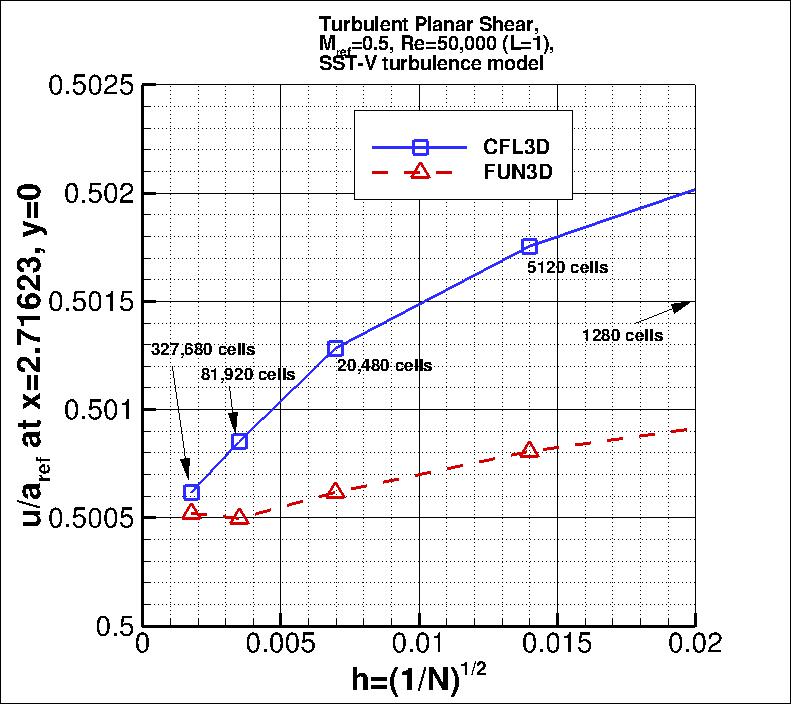 Turbulent Planar Shear,
Mref=0.5, Re=50,000 (L=1),
SST-V turbulence model
0.5025
0.502
0.5015
0.501
0.5005
0.5
u/aref at x=2.71623, y=0
CFL3D
FUN3D
5120 cells
1280 cells
327,680 cells
20,480 cells
81,920 cells
0
0.005
0.01
0.015
0.02
h=(1/N)1/2